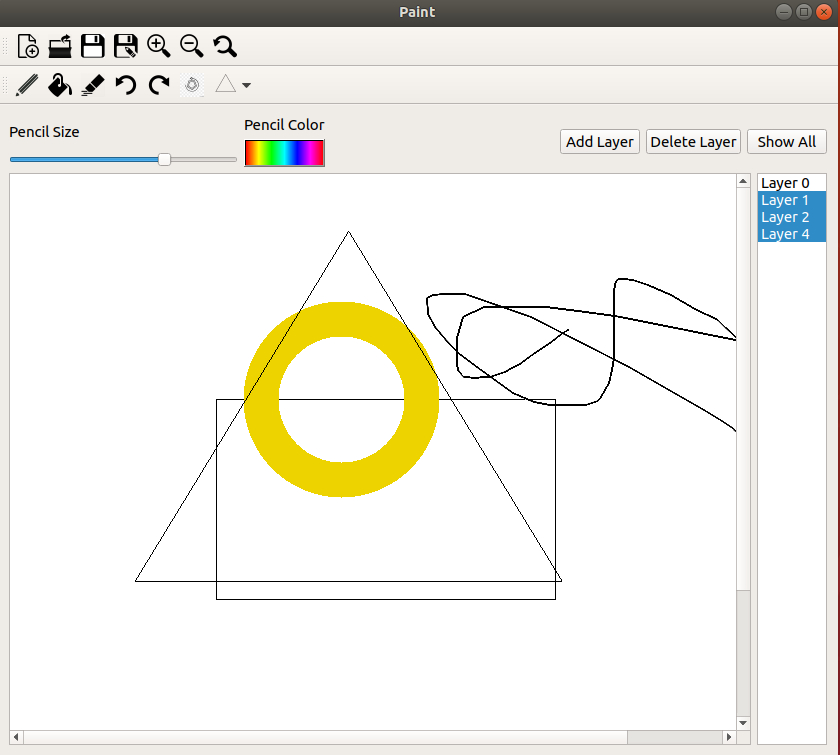 Paint
Pencil Size
Pencil Color
Add Layer
Delete Layer
Show All
Layer 0
Layer 1
Layer 2
Layer 4